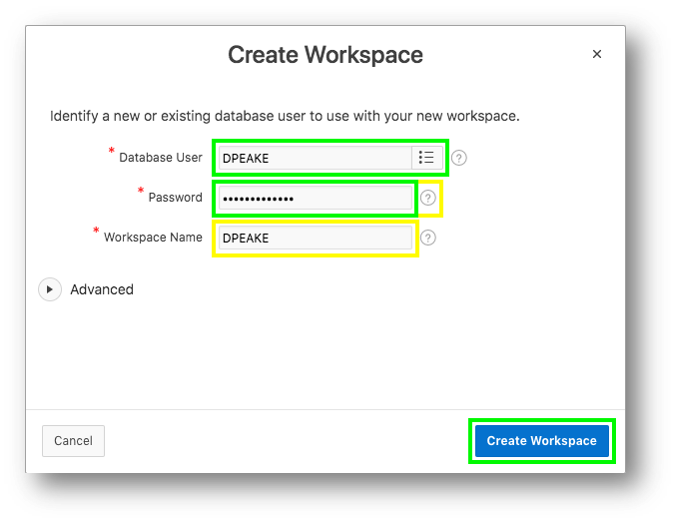 Create Workspace
×
Identify a new or existing database user to use with your new workspace.
* Database User DPEAKE ?
* Password ••••••••••••• ?
* Workspace Name DPEAKE ?
Advanced
Cancel Create Workspace